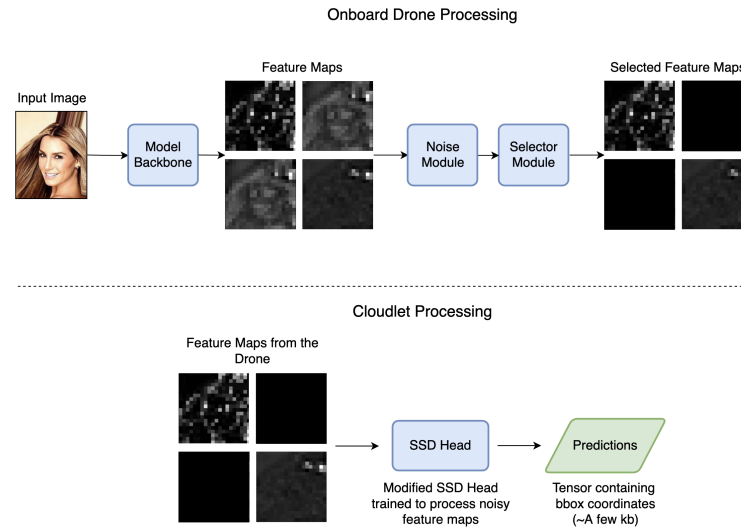 Onboard Drone Processing
Feature Maps
Selected Feature Maps
Input Image
Model
Backbone
Noise
Module
Selector
Module
Cloudlet Processing
Feature Maps from the
Drone
SSD Head
Predictions
Modified SSD Head
trained to process noisy
feature maps
Tensor containing
bbox coordinates
(~A few kb)